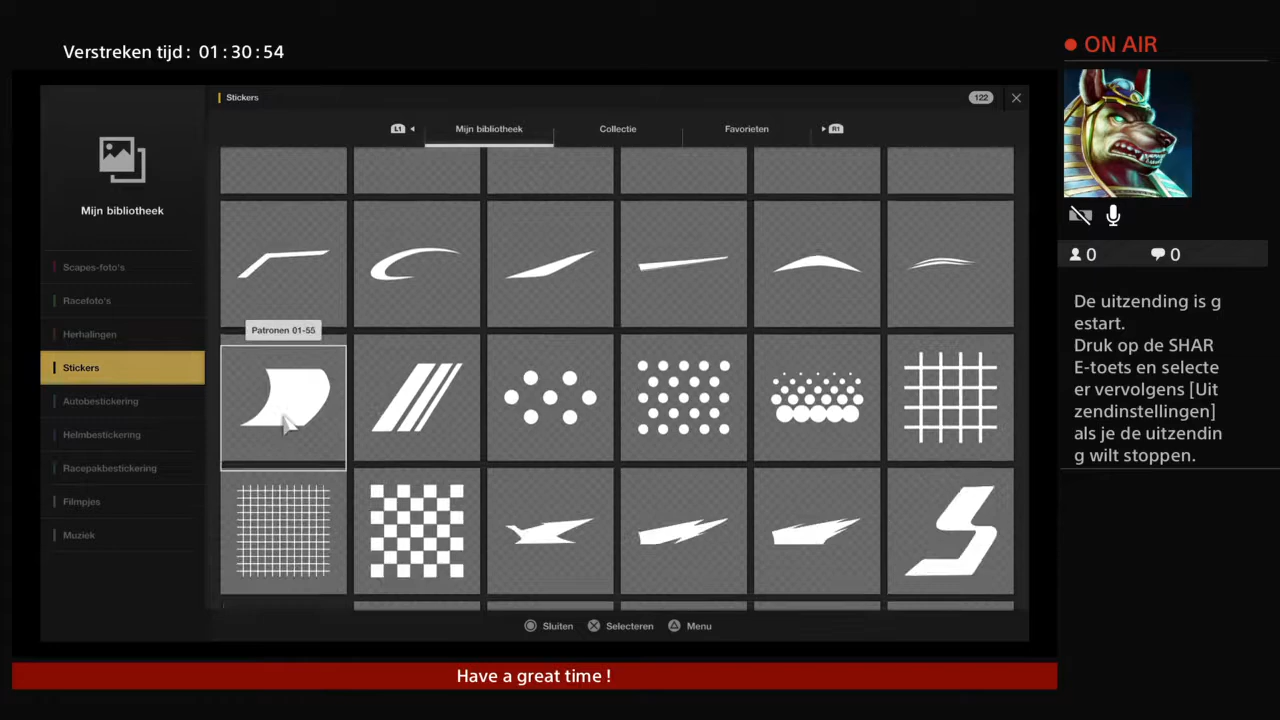 Verstreken tijd : 01:30:54
ON AIR
Stickers
122
L1
Mijn bibliotheek
Collectie
Favorieten
R1
Mijn bibliotheek
Scapes-foto's
Racefoto's
Herhalingen
Stickers
Autobestickering
Helmbestickering
Racepakbestickering
Filmpjes
Muziek
Patronen 01-55
Sluiten
Selecteren
Menu
0
0
De uitzending is g
estart.
Druk op de SHAR
E-toets en selecte
er vervolgens [Uit
zendinstellingen]
als je de uitzendin
g wilt stoppen.
Have a great time !